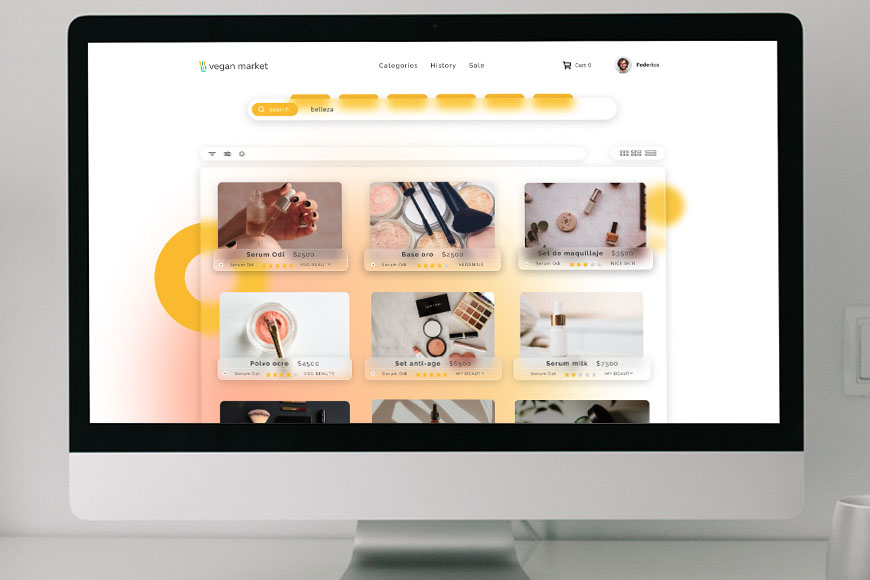 vegan market
Categories History Sale
Cart 0
Federico
search
belleza
Serum Odi $2500
Serum Odi VEG BEAUTY
Base oro $2500
Serum Odi VEGANIUS
Set de maquillaje $3500
Serum Odi NICE SKIN
Polvo ocre $4500
Serum Odi VEG BEAUTY
Set anti-age
Serum Odi MY BEAUTY
Serum milk $7500
Serum Odi MY BEAUTY